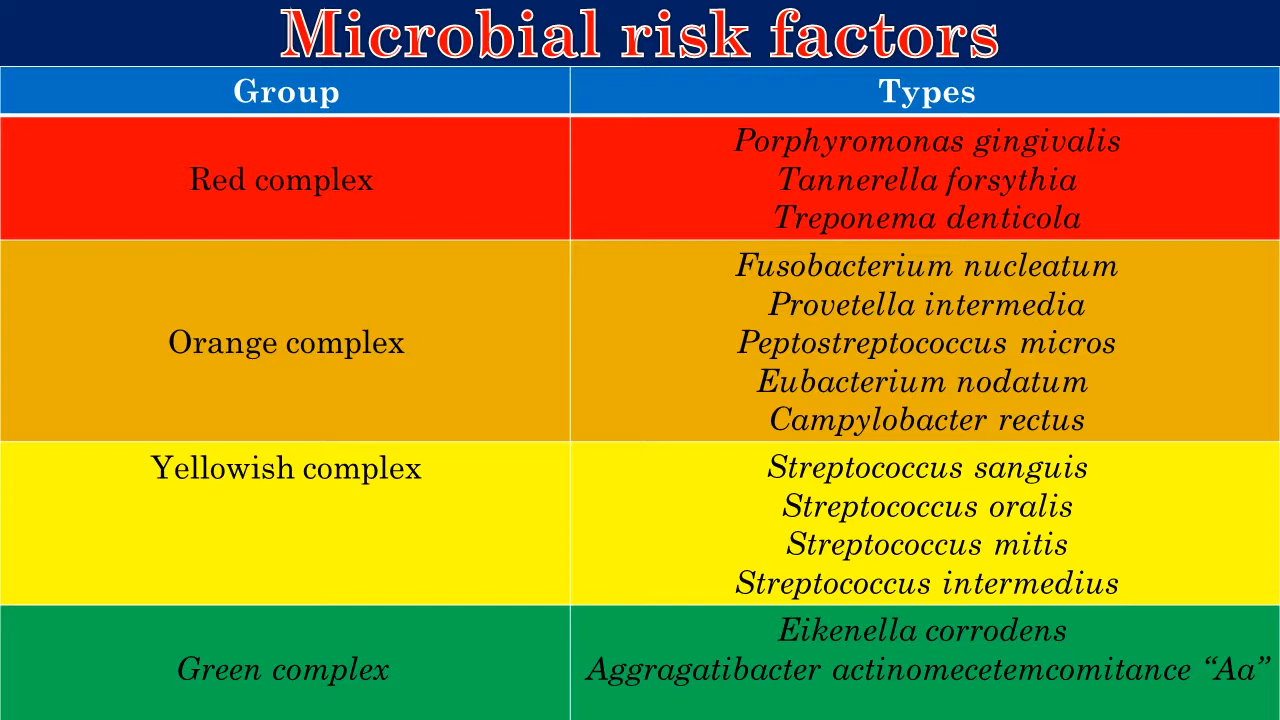 Microbial risk factors
Group
Types
Red complex
Porphyromonas gingivalis
Tannerella forsythia
Treponema denticola
Orange complex
Fusobacterium nucleatum
Provetella intermedia
Peptostreptococcus micros
Eubacterium nodatum
Campylobacter rectus
Yellowish complex
Streptococcus sanguis
Streptococcus oralis
Streptococcus mitis
Streptococcus intermedius
Green complex
Eikenella corrodens
Aggragatibacter actinomecetemcomitance “Aa”